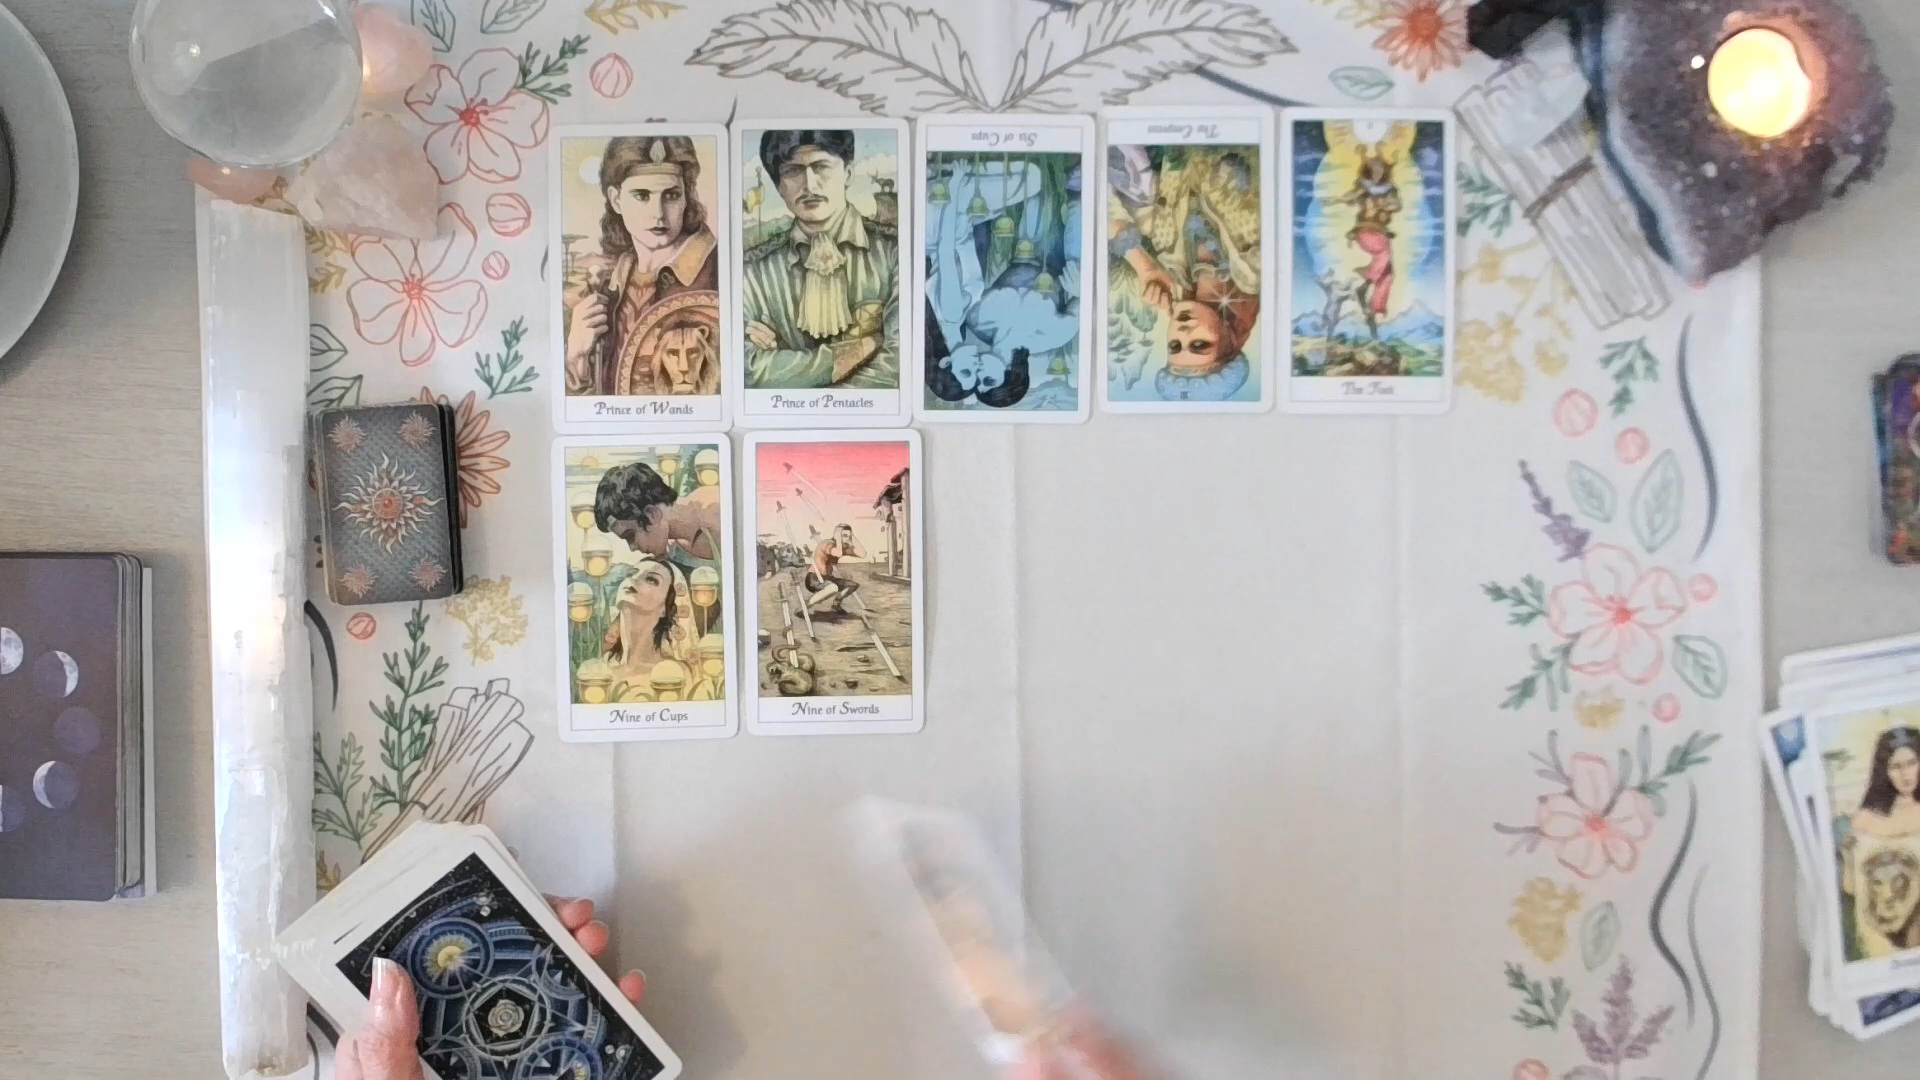 Six of Cups
The Empress
Prince of Wands
Prince of Pentacles
III
The Fool
Nine of Cups
Nine of Swords